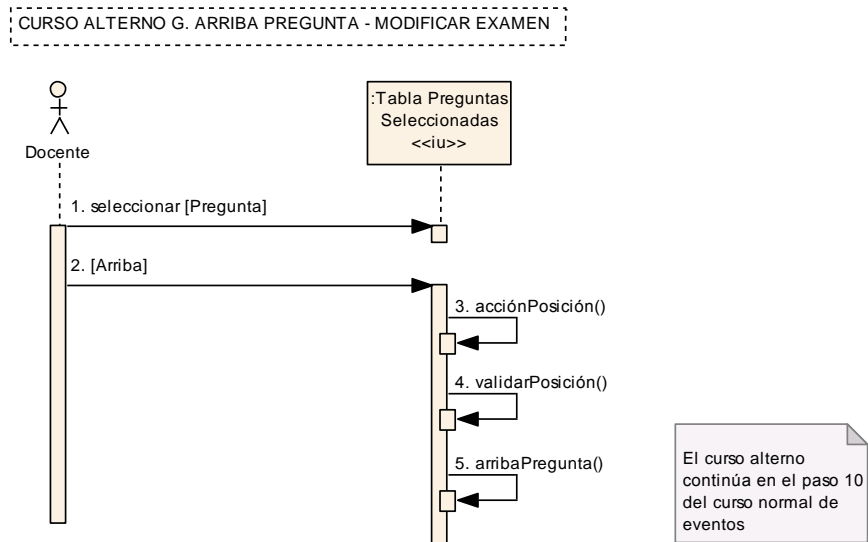 CURSO ALTERNO G. ARRIBA PREGUNTA - MODIFICAR EXAMEN
Docente
:Tabla Preguntas
Seleccionadas
<<iu>>
1. seleccionar [Pregunta]
2. [Arriba]
3. acciónPosición()
4. validarPosición()
5. arribaPregunta()
El curso alterno
continúa en el paso 10
del curso normal de
eventos